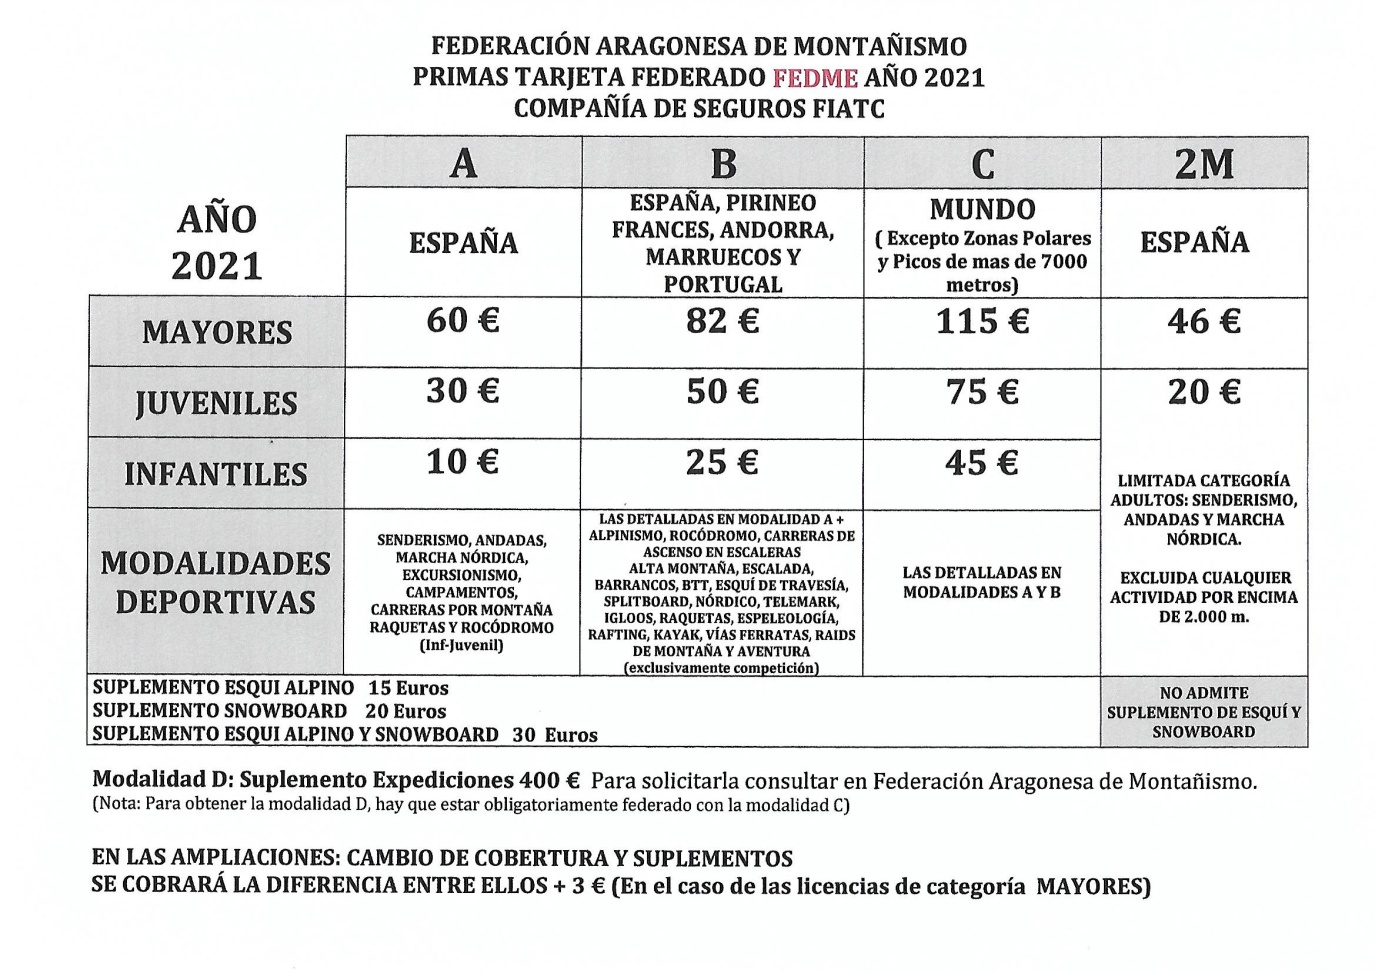 FEDERACIÓN ARAGONESA DE MONTAÑISMO
PRIMAS TARJETA FEDERADO FEDME AÑO 2021
COMPAÑÍA DE SEGUROS FIATC
A
B
C
2M
AÑO
2021
ESPAÑA
ESPAÑA, PIRINEO
FRANCES, ANDORRA,
MARRUECOS Y
PORTUGAL
MUNDO
( Excepto Zonas Polares
y Picos de mas de 7000
metros)
ESPAÑA
MAYORES
60 €
82 €
115 €
46 €
JUVENILES
30 €
50 €
75 €
20 €
INFANTILES
10 €
25 €
45 €
LIMITADA CATEGORÍA
ADULTOS: SENDERISMO,
ANDADAS Y MARCHA
NÓRDICA.
EXCLUIDA CUALQUIER
ACTIVIDAD POR ENCIMA
DE 2.000 m.
MODALIDADES
DEPORTIVAS
SENDERISMO, ANDADAS,
MARCHA NÓRDICA,
EXCURSIONISMO,
CAMPAMENTOS,
CARRERAS POR MONTAÑA
RAQUETAS Y ROCÓDROMO
(Inf-Juvenil)
LAS DETALLADAS EN MODALIDAD A +
ALPINISMO, ROCÓDROMO, CARRERAS DE
ASCENSO EN ESCALERAS
ALTA MONTAÑA, ESCALADA,
BARRANCOS, BTT, ESQUÍ DE TRAVESÍA,
SPLITBOARD, NÓRDICO, TELEMARK,
IGLOOS, RAQUETAS, ESPELEOLOGÍA,
RAFTING, KAYAK, VÍAS FERRATAS, RAIDS
DE MONTAÑA Y AVENTURA
(exclusivamente competición)
LAS DETALLADAS EN
MODALIDADES A Y B
SUPLEMENTO ESQUI ALPINO 15 Euros
SUPLEMENTO SNOWBOARD 20 Euros
SUPLEMENTO ESQUI ALPINO Y SNOWBOARD 30 Euros
NO ADMITE
SUPLEMENTO DE ESQUÍ Y
SNOWBOARD
Modalidad D: Suplemento Expediciones 400 € Para solicitarla consultar en Federación Aragonesa de Montañismo.
(Nota: Para obtener la modalidad D, hay que estar obligatoriamente federado con la modalidad C)
EN LAS AMPLIACIONES: CAMBIO DE COBERTURA Y SUPLEMENTOS
SE COBRARÁ LA DIFERENCIA ENTRE ELLOS + 3 € (En el caso de las licencias de categoría MAYORES)